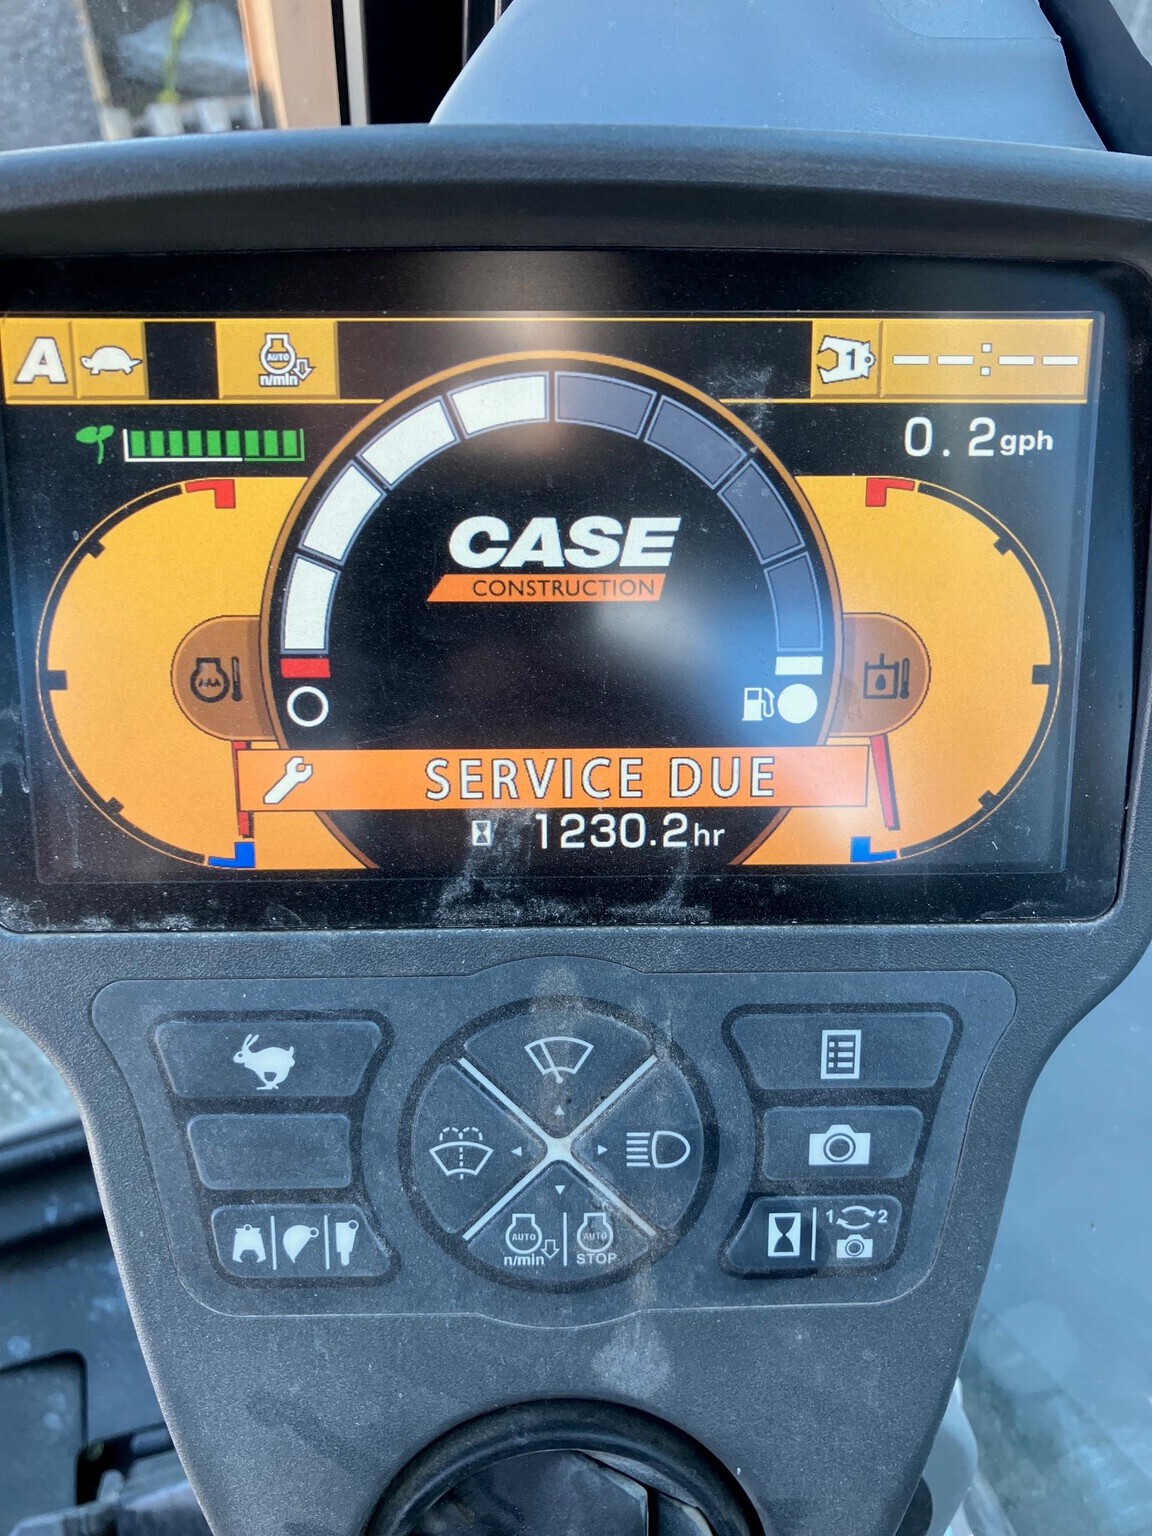 A
AUTO
n/min
1
--:--
0.2gph
CASE
CONSTRUCTION
SERVICE DUE
1230.2hr
AUTO
n/min
AUTO
STOP
1 2